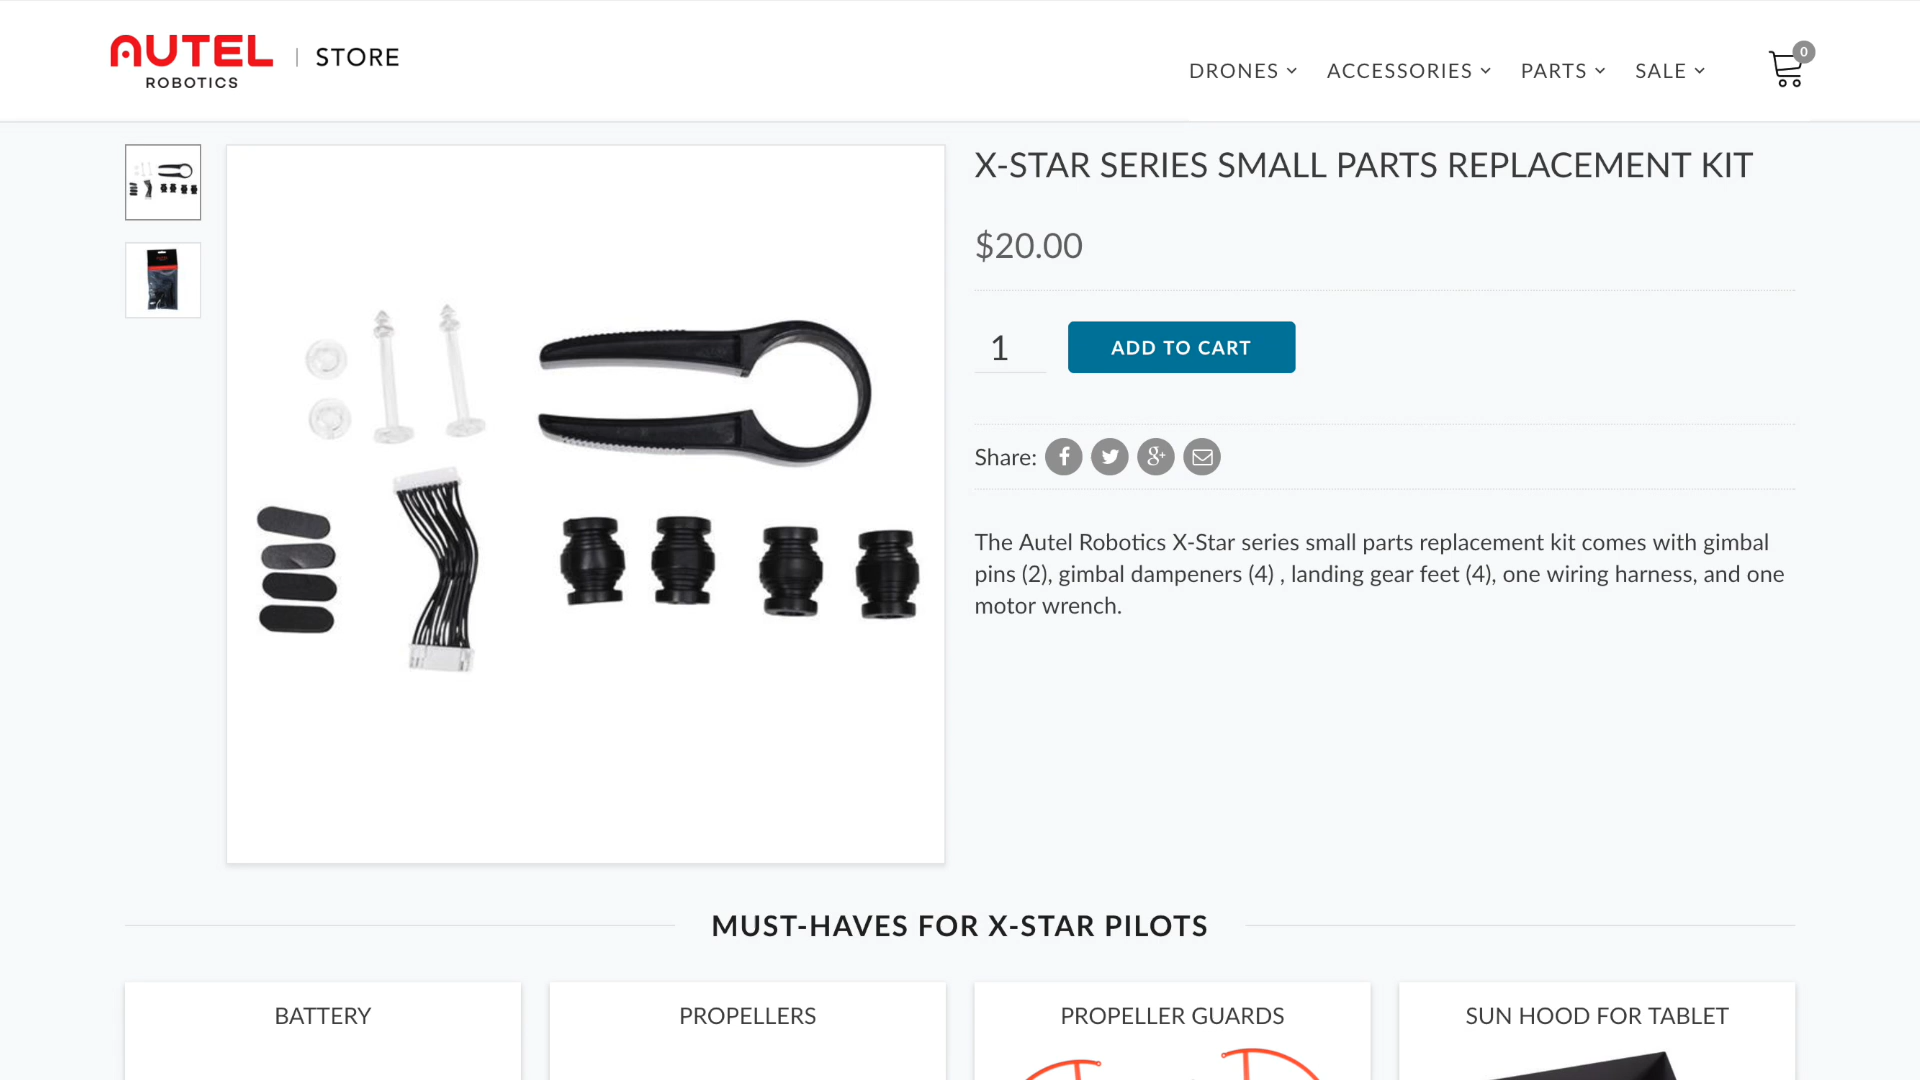 AUTEL
ROBOTICS
STORE
DRONES
ACCESSORIES
PARTS
SALE
0
X-STAR SERIES SMALL PARTS REPLACEMENT KIT
$20.00
1
ADD TO CART
Share:
The Autel Robotics X-Star series small parts replacement kit comes with gimbal
pins (2), gimbal dampeners (4) , landing gear feet (4), one wiring harness, and one
motor wrench.
MUST-HAVES FOR X-STAR PILOTS
BATTERY
PROPELLERS
PROPELLER GUARDS
SUN HOOD FOR TABLET